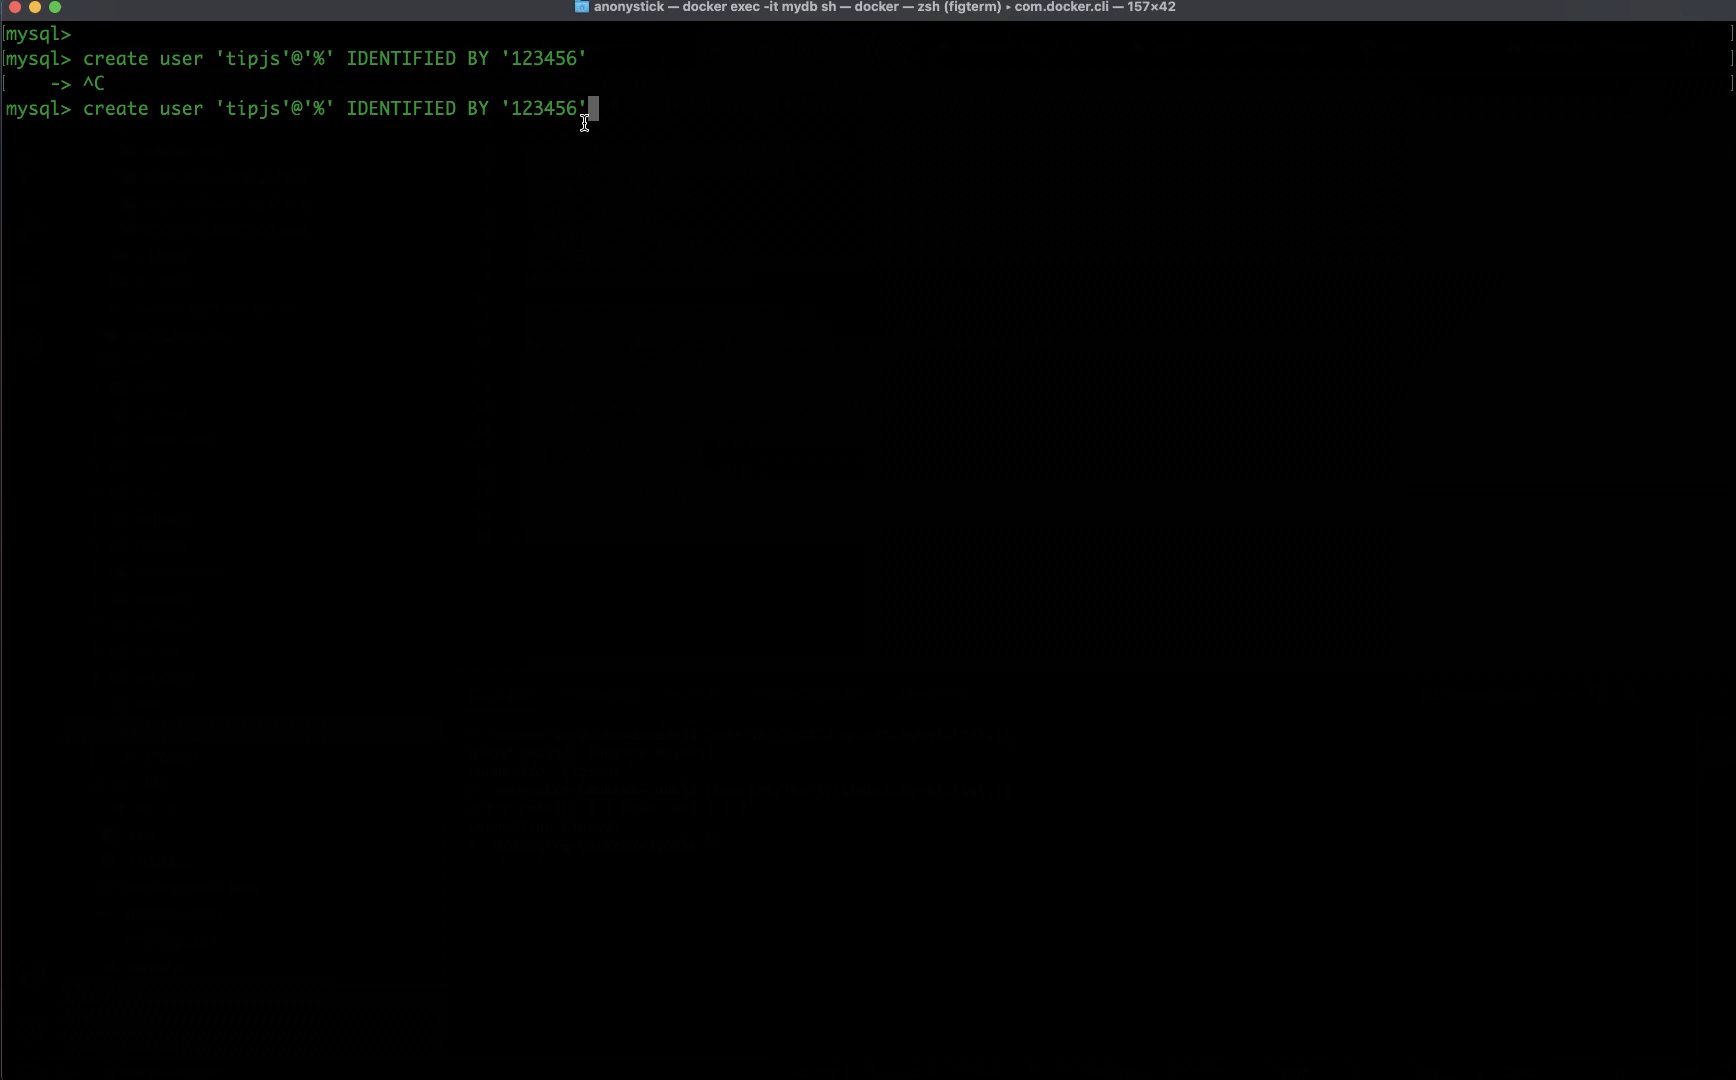 anonystick — docker exec -it mydb sh — docker — zsh (figterm) ▸ com.docker.cli — 157×42
[mysql> ]
[mysql> create user 'tipjs'@'%' IDENTIFIED BY '123456' ]
[    -> ^C ]
mysql> create user 'tipjs'@'%' IDENTIFIED BY '123456'